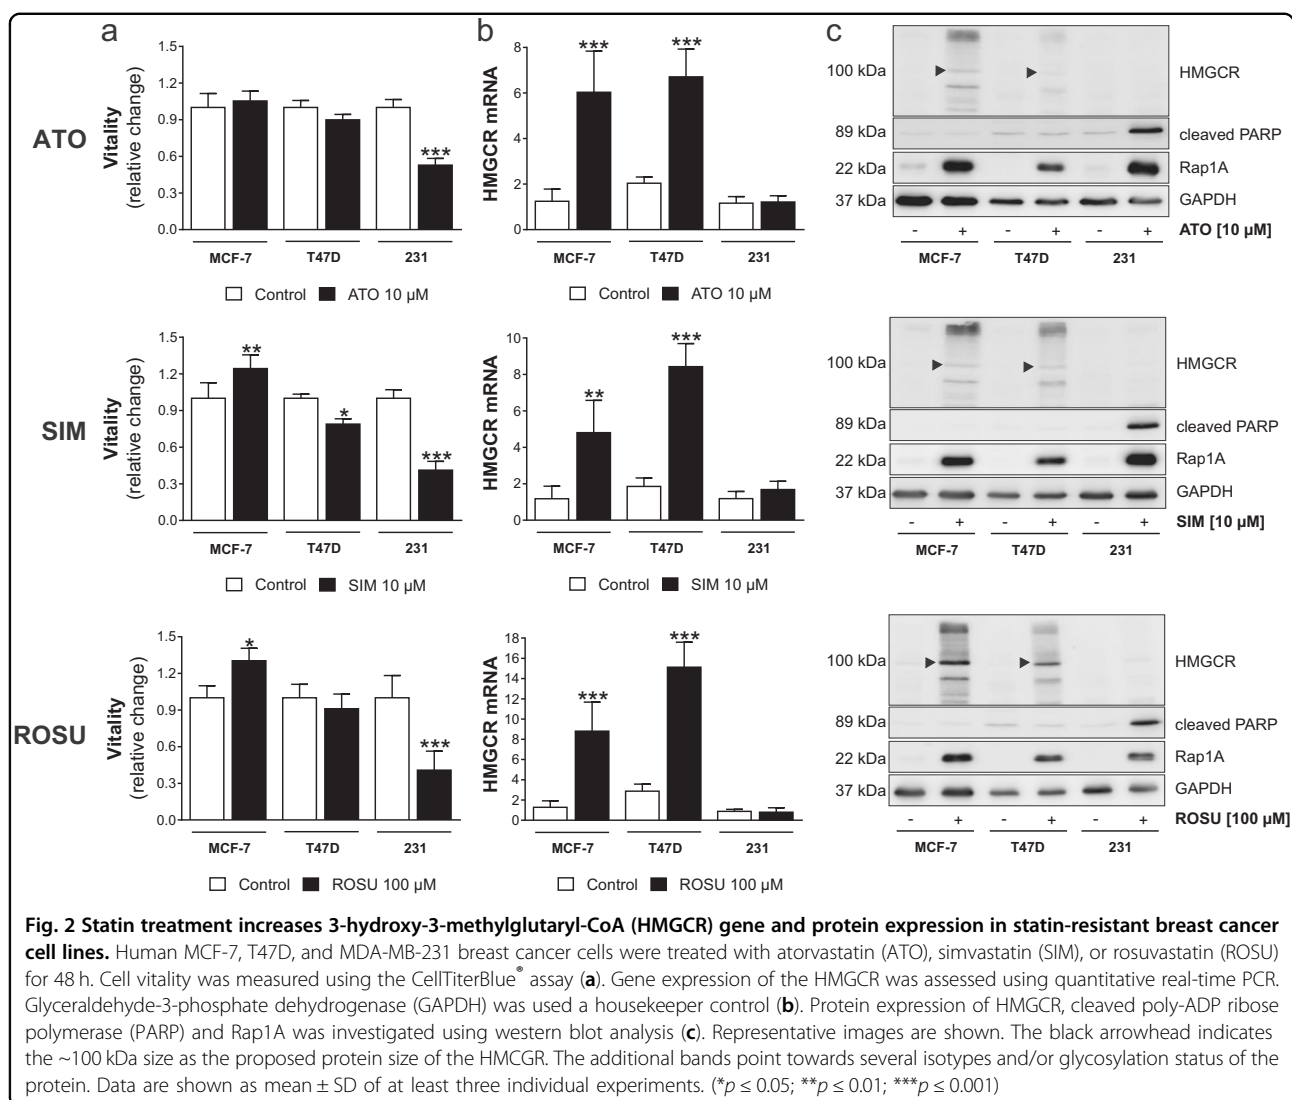 a
b
c
ATO
Vitality
(relative change)
1.5
1.2
0.9
0.6
0.3
0.0
***
MCF-7
T47D
231
Control
ATO 10 µM
HMGCR mRNA
8
6
4
2
0
***
***
MCF-7
T47D
231
Control
ATO 10 µM
100 kDa
HMGCR
89 kDa
cleaved PARP
22 kDa
Rap1A
37 kDa
GAPDH
- + - + - +
ATO [10 µM]
MCF-7
T47D
231
SIM
Vitality
(relative change)
1.5
1.2
0.9
0.6
0.3
0.0
**
*
***
MCF-7
T47D
231
Control
SIM 10 µM
HMGCR mRNA
10
8
6
4
2
0
**
***
MCF-7
T47D
231
Control
SIM 10 µM
100 kDa
HMGCR
89 kDa
cleaved PARP
22 kDa
Rap1A
37 kDa
GAPDH
- + - + - +
SIM [10 µM]
MCF-7
T47D
231
ROSU
Vitality
(relative change)
1.5
1.2
0.9
0.6
0.3
0.0
*
***
MCF-7
T47D
231
Control
ROSU 100 µM
HMGCR mRNA
18
16
14
12
10
8
6
4
2
0
***
***
MCF-7
T47D
231
Control
ROSU 100 µM
100 kDa
HMGCR
89 kDa
cleaved PARP
22 kDa
Rap1A
37 kDa
GAPDH
- + - + - +
ROSU [100 µM]
MCF-7
T47D
231
Fig. 2 Statin treatment increases 3-hydroxy-3-methylglutaryl-CoA (HMGCR) gene and protein expression in statin-resistant breast cancer
cell lines. Human MCF-7, T47D, and MDA-MB-231 breast cancer cells were treated with atorvastatin (ATO), simvastatin (SIM), or rosuvastatin (ROSU)
for 48 h. Cell vitality was measured using the CellTiterBlue® assay (a). Gene expression of the HMGCR was assessed using quantitative real-time PCR.
Glyceraldehyde-3-phosphate dehydrogenase (GAPDH) was used a housekeeper control (b). Protein expression of HMGCR, cleaved poly-ADP ribose
polymerase (PARP) and Rap1A was investigated using western blot analysis (c). Representative images are shown. The black arrowhead indicates
the ~100 kDa size as the proposed protein size of the HMCGR. The additional bands point towards several isotypes and/or glycosylation status of the
protein. Data are shown as mean ± SD of at least three individual experiments. (*p ≤ 0.05; **p ≤ 0.01; ***p ≤ 0.001)